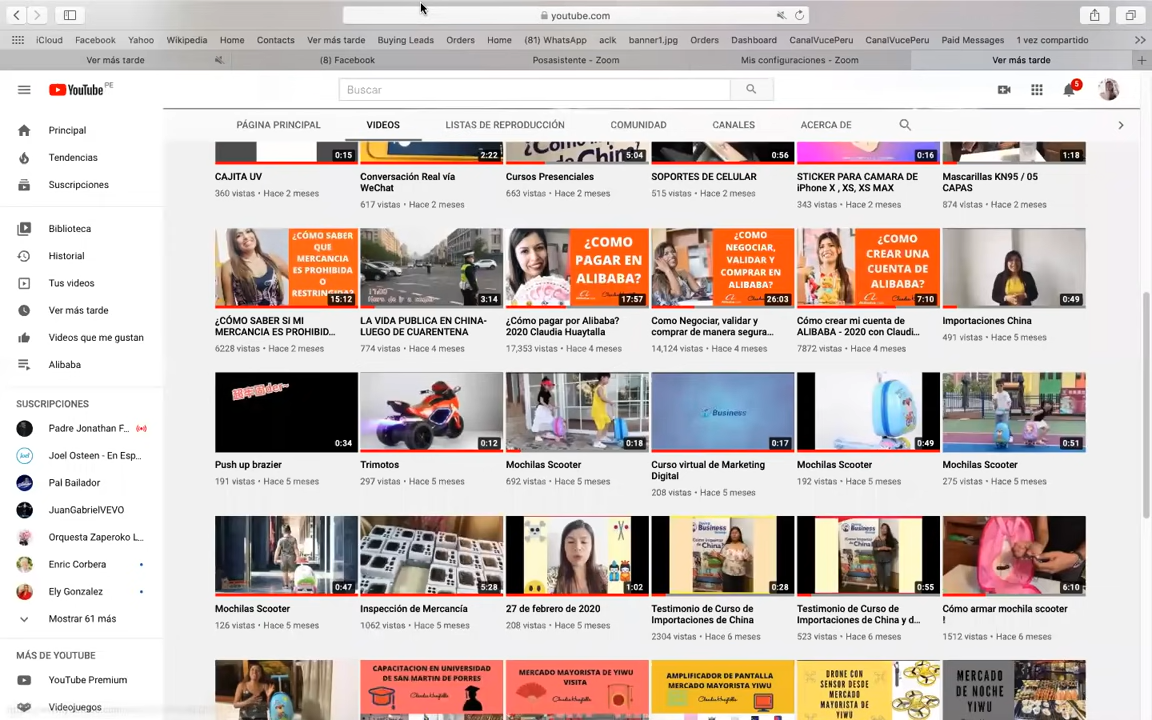 youtube.com
iCloud Facebook Yahoo Wikipedia Home Contacts Ver más tarde Buying Leads Orders Home (81) WhatsApp aclk banner1.jpg Orders Dashboard CanalVucePeru CanalVucePeru Paid Messages 1 vez compartido
Ver más tarde (8) Facebook Posasistente - Zoom Mis configuraciones - Zoom Ver más tarde
YouTube PE
Buscar
5
PÁGINA PRINCIPAL VIDEOS LISTAS DE REPRODUCCIÓN COMUNIDAD CANALES ACERCA DE
Principal
Tendencias
Suscripciones
Biblioteca
Historial
Tus videos
Ver más tarde
Videos que me gustan
Alibaba
SUSCRIPCIONES
Padre Jonathan F...
Joel Osteen - En Esp...
Pal Bailador
JuanGabrielVEVO
Orquesta Zaperoko L...
Enric Corbera
Ely Gonzalez
Mostrar 61 más
MÁS DE YOUTUBE
YouTube Premium
Videojuegos
0:15
CAJITA UV
360 vistas • Hace 2 meses
2:22
Conversación Real vía
WeChat
617 vistas • Hace 2 meses
¿Cómo Im
de China
5:04
Cursos Presenciales
663 vistas • Hace 2 meses
0:56
SOPORTES DE CELULAR
515 vistas • Hace 2 meses
0:16
STICKER PARA CAMARA DE
iPhone X , XS, XS MAX
343 vistas • Hace 2 meses
1:18
Mascarillas KN95 / 05
CAPAS
874 vistas • Hace 2 meses
¿CÓMO SABER
QUE
MERCANCIA
ES PROHIBIDA
O
RESTRINGIDA?
15:12
¿CÓMO SABER SI MI
MERCANCIA ES PROHIBID...
6228 vistas • Hace 2 meses
3:14
LA VIDA PUBLICA EN CHINA-
LUEGO DE CUARENTENA
774 vistas • Hace 4 meses
¿COMO
PAGAR EN
ALIBABA?
17:57
¿Cómo pagar por Alibaba?
2020 Claudia Huaytalla
17,353 vistas • Hace 4 meses
¿COMO
NEGOCIAR,
VALIDAR Y
COMPRAR EN
ALIBABA?
26:03
Como Negociar, validar y
comprar de manera segura...
14,124 vistas • Hace 4 meses
¿COMO
CREAR UNA
CUENTA DE
ALIBABA?
7:10
Cómo crear mi cuenta de
ALIBABA - 2020 con Claudi...
7872 vistas • Hace 4 meses
0:49
Importaciones China
491 vistas • Hace 5 meses
0:34
Push up brazier
191 vistas • Hace 5 meses
0:12
Trimotos
297 vistas • Hace 5 meses
0:18
Mochilas Scooter
692 vistas • Hace 5 meses
Business
0:17
Curso virtual de Marketing
Digital
208 vistas • Hace 5 meses
0:49
Mochilas Scooter
192 vistas • Hace 5 meses
0:51
Mochilas Scooter
275 vistas • Hace 5 meses
0:47
Mochilas Scooter
126 vistas • Hace 5 meses
5:28
Inspección de Mercancía
1062 vistas • Hace 5 meses
1:02
27 de febrero de 2020
208 vistas • Hace 5 meses
Business
0:28
Testimonio de Curso de
Importaciones de China
2304 vistas • Hace 6 meses
Business
0:55
Testimonio de Curso de
Importaciones de China y d...
523 vistas • Hace 6 meses
6:10
Cómo armar mochila scooter
!
1512 vistas • Hace 6 meses
CAPACITACION EN UNIVERSIDAD
DE SAN MARTIN DE PORRES
MERCADO MAYORISTA DE YIWU
VISITA
AMPLIFICADOR DE PANTALLA
MERCADO MAYORISTA YIWU
DRONE CON
SENSOR DESDE
MERCADO
MAYORISTA DE
YIWU
MERCADO
DE NOCHE
YIWU